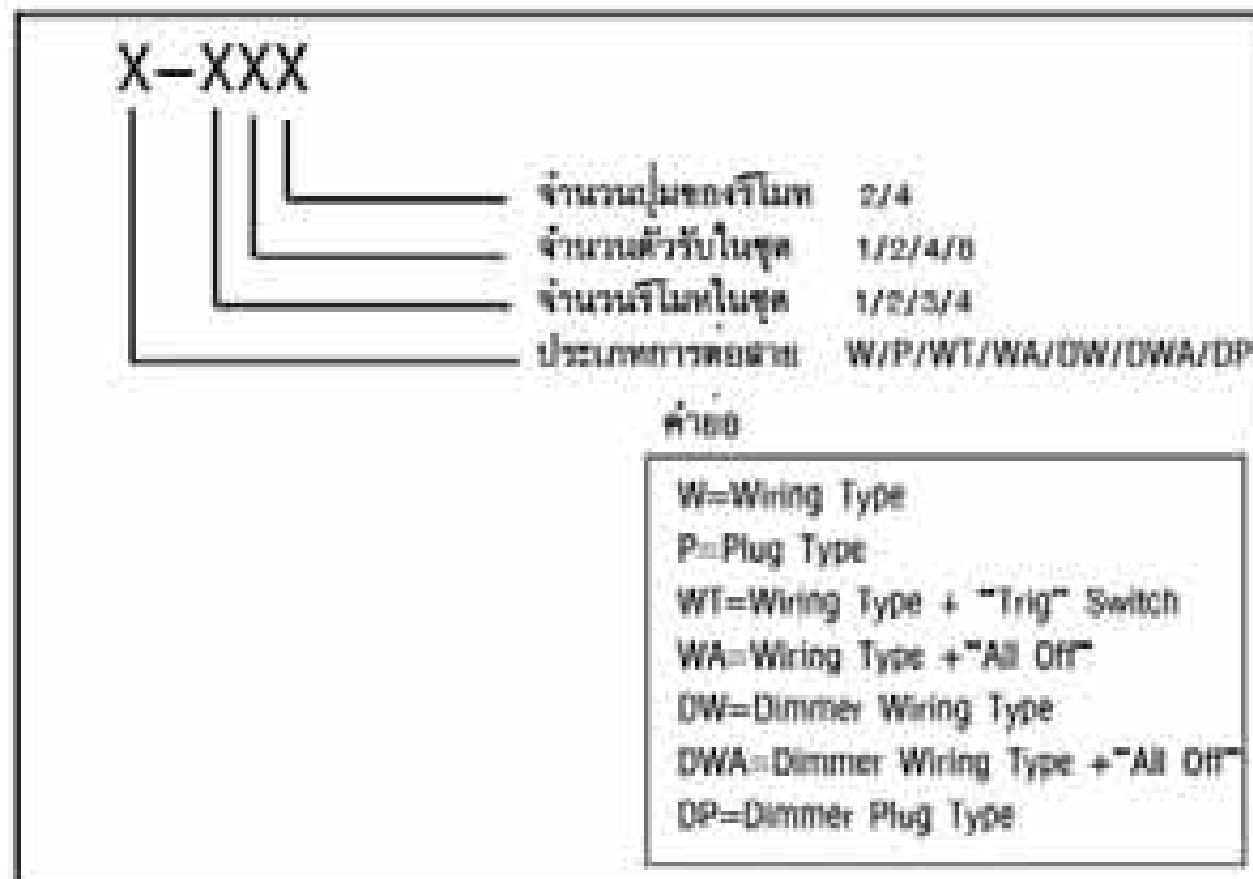 X-XXX
จำนวนปุ่มของรีโมท 2/4
จำนวนตัวรับในชุด 1/2/4/8
จำนวนรีโมทในชุด 1/2/3/4
ประเภทการต่อสาย W/P/WT/WA/DW/DWA/DP
คำย่อ
W=Wiring Type
P=Plug Type
WT=Wiring Type + "Trig" Switch
WA=Wiring Type +"All Off"
DW=Dimmer Wiring Type
DWA=Dimmer Wiring Type +"All Off"
DP=Dimmer Plug Type